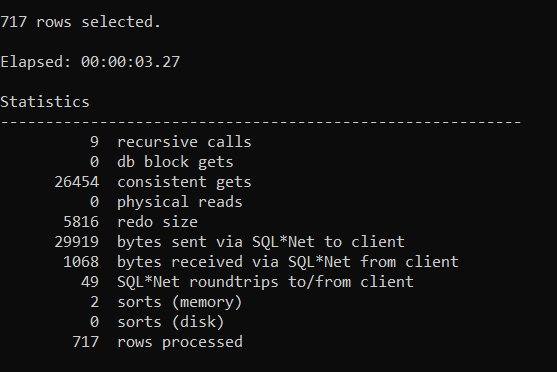 717 rows selected.
Elapsed: 00:00:03.27
Statistics
----------------------------------------------------------
9 recursive calls
0 db block gets
26454 consistent gets
0 physical reads
5816 redo size
29919 bytes sent via SQL*Net to client
1068 bytes received via SQL*Net from client
49 SQL*Net roundtrips to/from client
2 sorts (memory)
0 sorts (disk)
717 rows processed